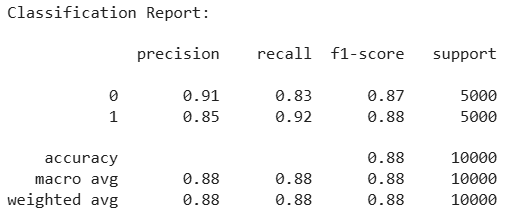 Classification Report:
precision recall f1-score support
0 0.91 0.83 0.87 5000
1 0.85 0.92 0.88 5000
accuracy 0.88 10000
macro avg 0.88 0.88 0.88 10000
weighted avg 0.88 0.88 0.88 10000